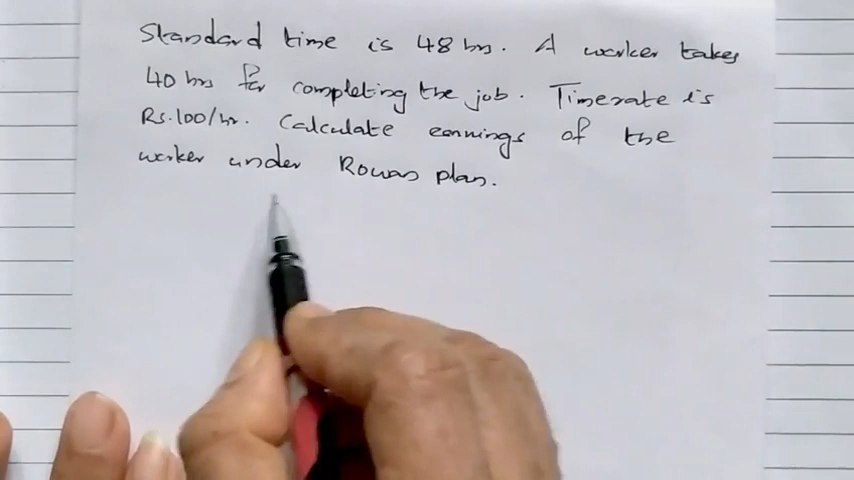 Standard time is 48 hrs. A worker takes
40 hrs for completing the job. Timerate is
Rs.100/hr. Calculate earnings of the
worker under Rowan plan.